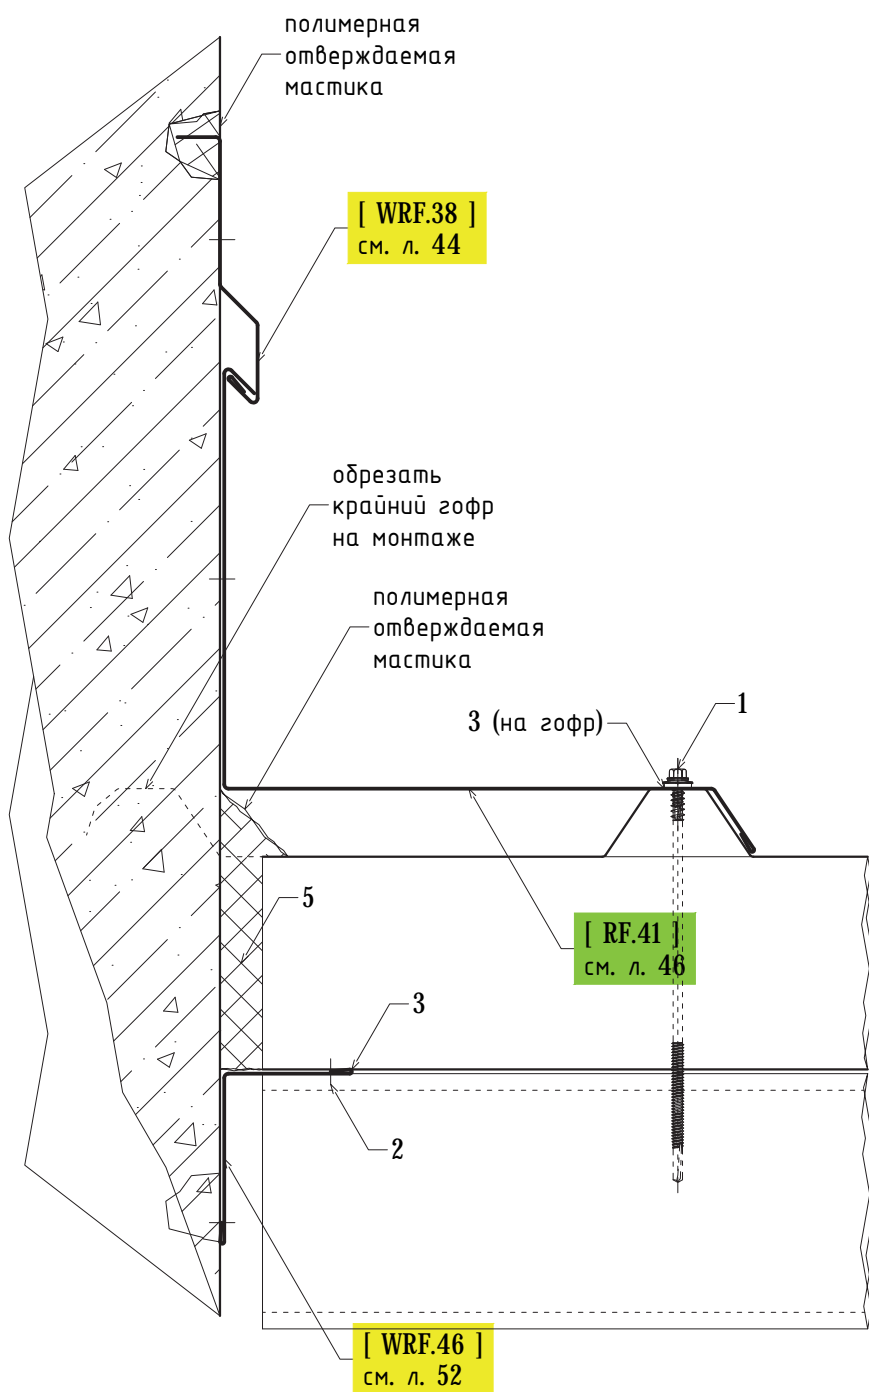 полимерная
отверждаемая
мастика
[ WRF.38 ]
см. л. 44
обрезать
крайний гофр
на монтаже
полимерная
отверждаемая
мастика
1
3 (на гофр)
5
[ RF.41 ]
см. л. 46
3
2
[ WRF.46 ]
см. л. 52